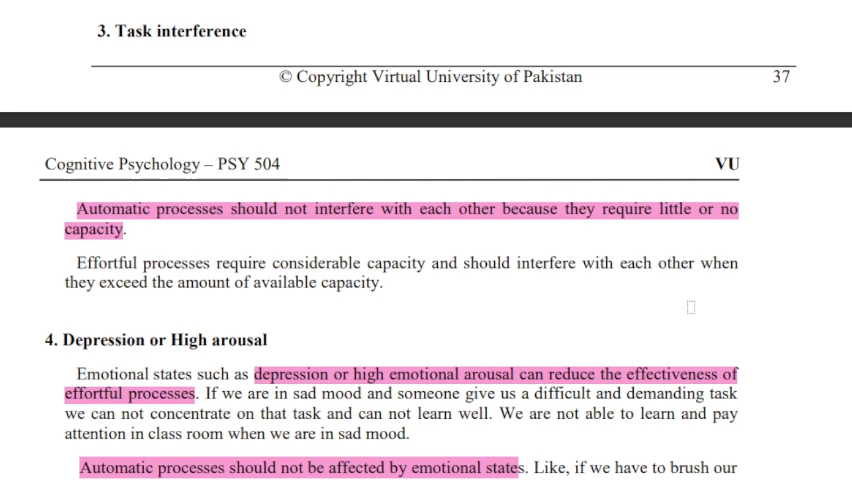 3. Task interference
© Copyright Virtual University of Pakistan 37
Cognitive Psychology – PSY 504 VU
Automatic processes should not interfere with each other because they require little or no
capacity.
Effortful processes require considerable capacity and should interfere with each other when
they exceed the amount of available capacity.
4. Depression or High arousal
Emotional states such as depression or high emotional arousal can reduce the effectiveness of
effortful processes. If we are in sad mood and someone give us a difficult and demanding task
we can not concentrate on that task and can not learn well. We are not able to learn and pay
attention in class room when we are in sad mood.
Automatic processes should not be affected by emotional states. Like, if we have to brush our